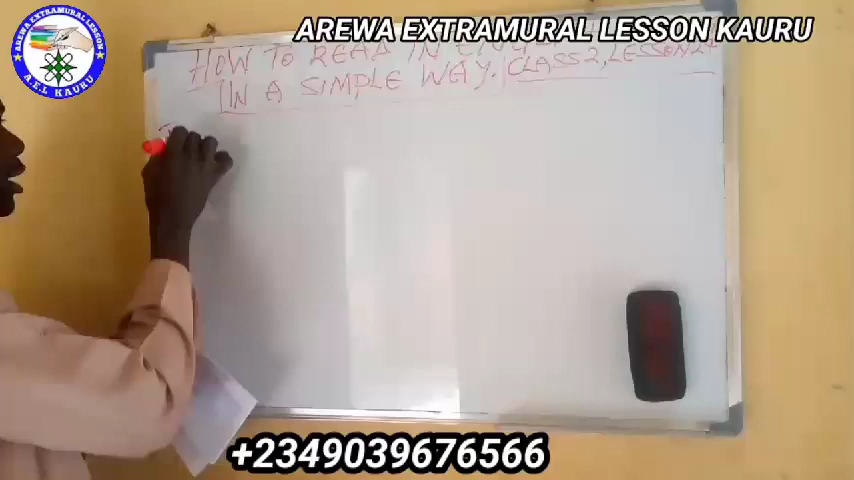 AREWA EXTRAMURAL LESSON KAURU
AREWA EXTRAMURAL LESSON
A.E.L KAURU
HOW TO READ IN
IN A SIMPLE WAY. CLASS 2, LESSON 24
+2349039676566